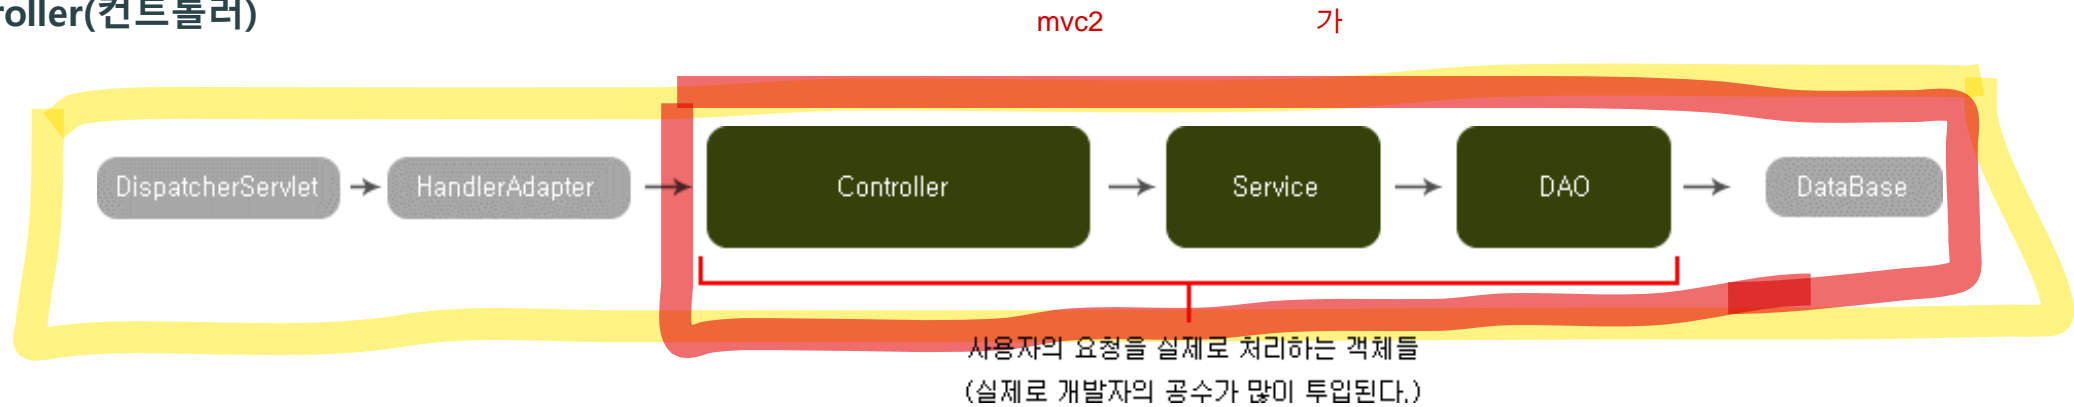 roller(컨트롤러)
mvc2 가
DispatcherServlet HandlerAdapter Controller Service DAO DataBase
사용자의 요청을 실제로 처리하는 객체들
(실제로 개발자의 공수가 많이 투입된다.)